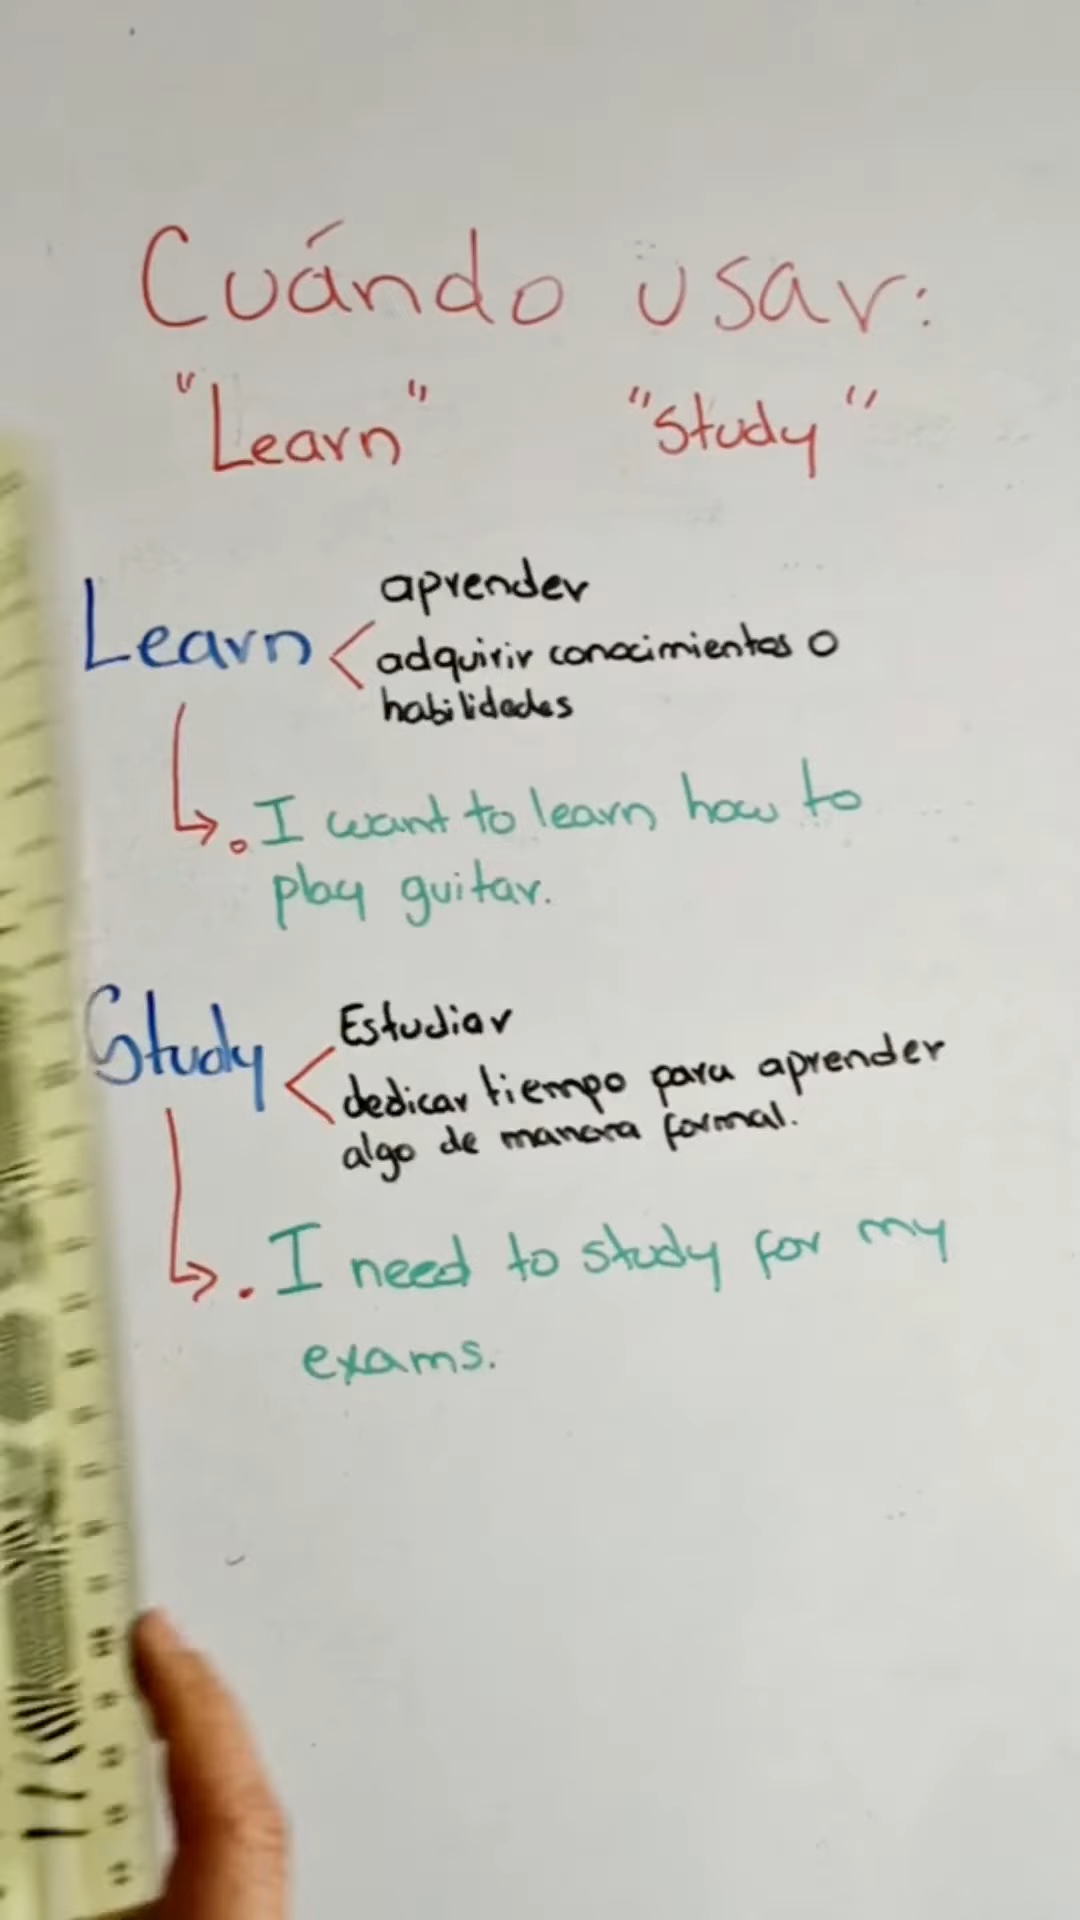 Cuándo usar:
"Learn" "Study"
Learn
aprender
adquirir conocimientos o
habilidades
. I want to learn how to
play guitar.
Study
Estudiar
dedicar tiempo para aprender
algo de manera formal.
. I need to study for my
exams.